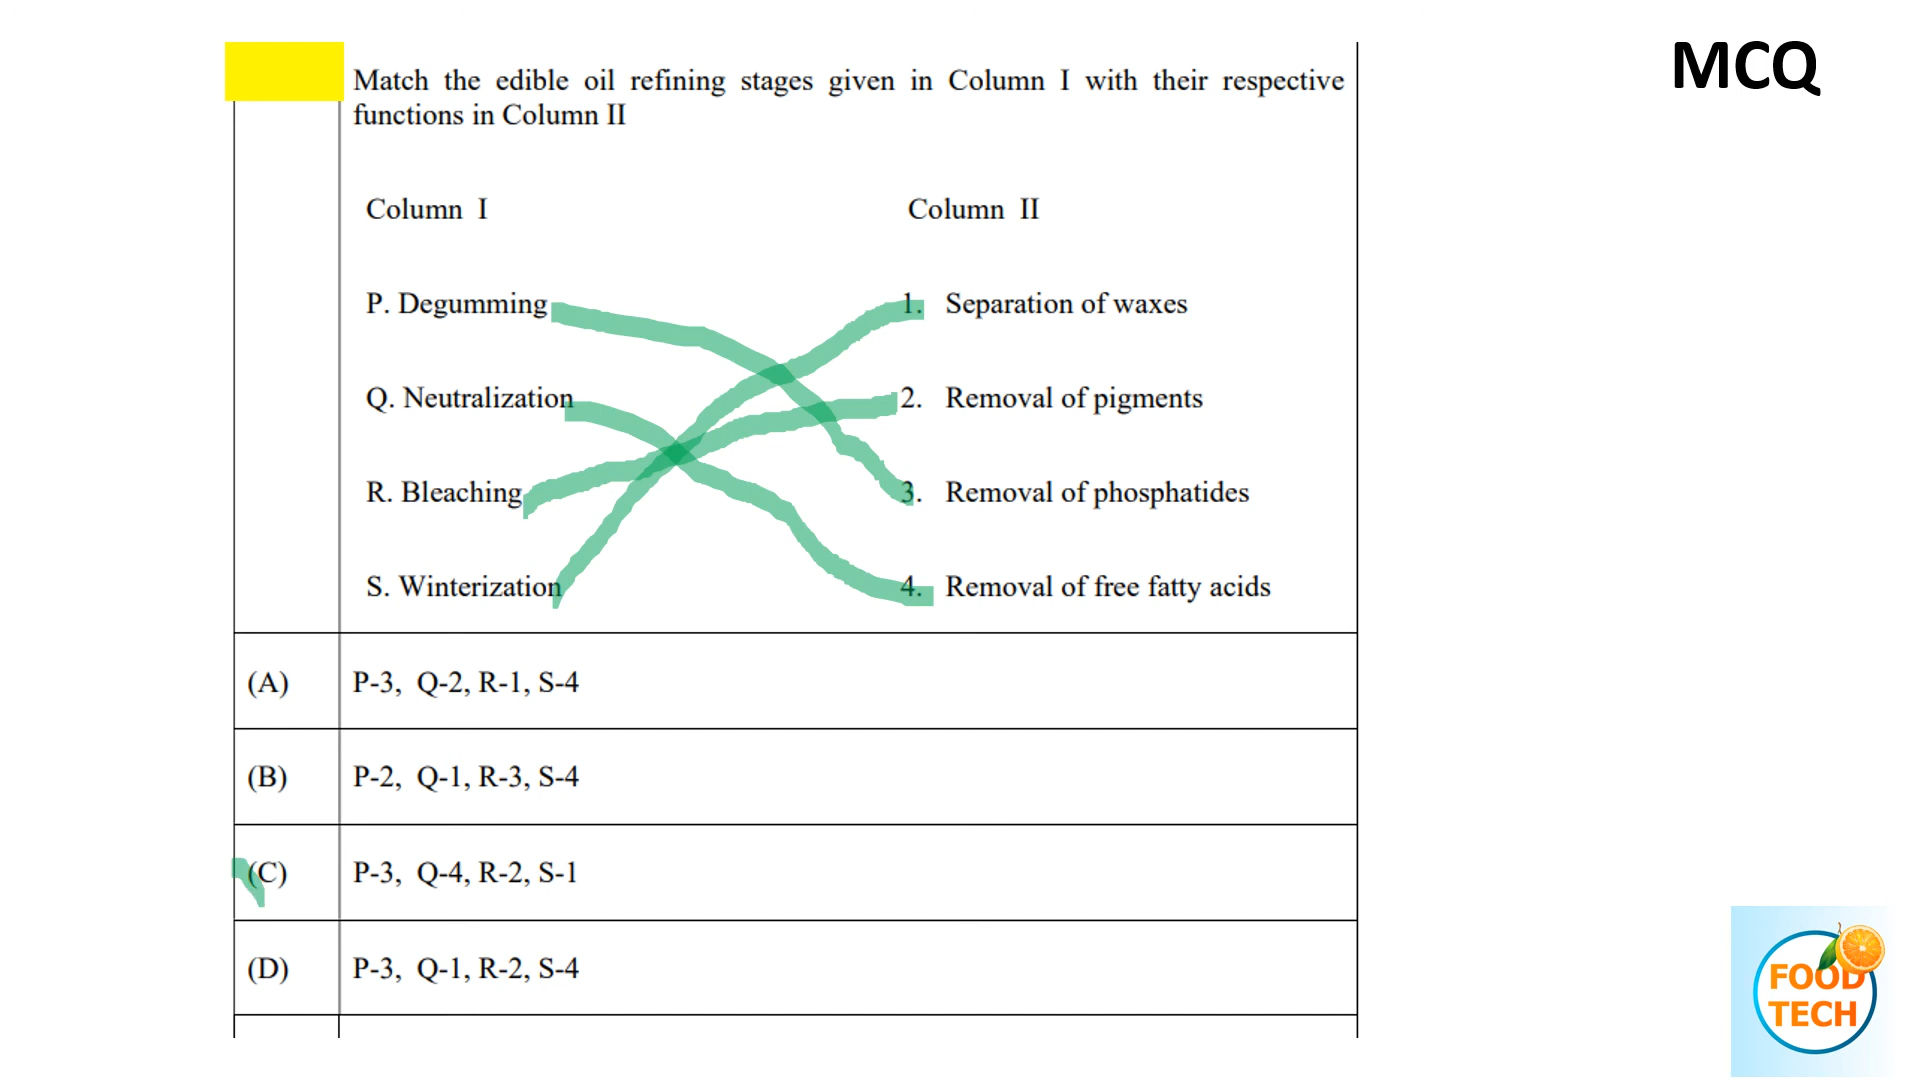 MCQ
Match the edible oil refining stages given in Column I with their respective
functions in Column II
Column I Column II
P. Degumming 1. Separation of waxes
Q. Neutralization 2. Removal of pigments
R. Bleaching 3. Removal of phosphatides
S. Winterization 4. Removal of free fatty acids
(A) P-3, Q-2, R-1, S-4
(B) P-2, Q-1, R-3, S-4
(C) P-3, Q-4, R-2, S-1
(D) P-3, Q-1, R-2, S-4
FOOD
TECH